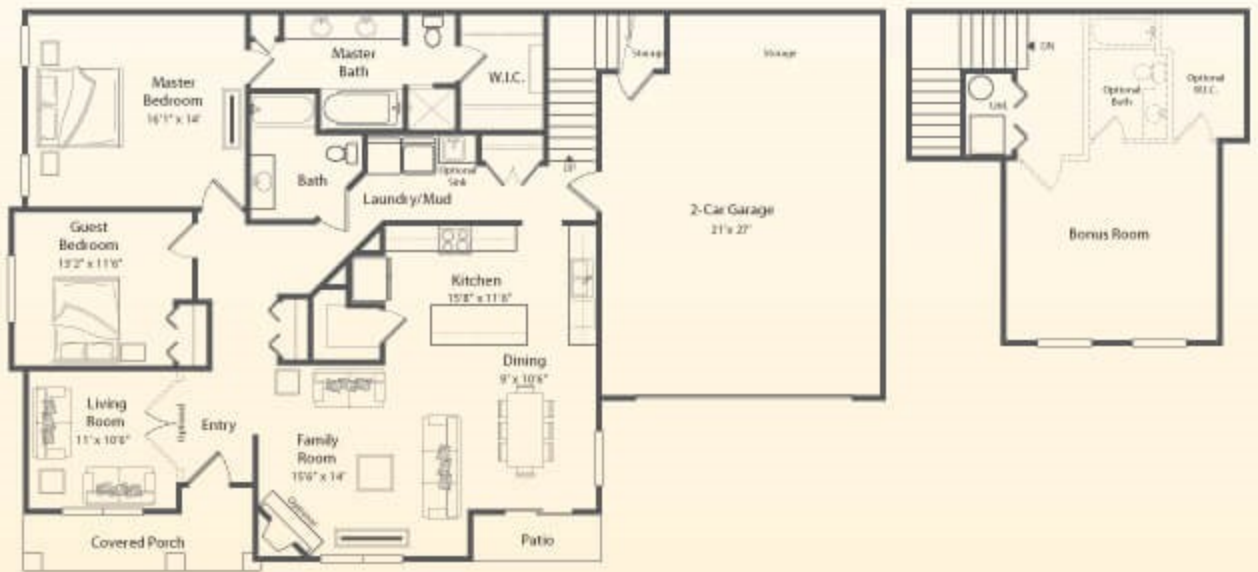 Master
Bedroom
16'1" x 14'
Master
Bath
W.I.C.
Storage
Storage
Bath
Optional
Sink
Laundry/Mud
UP
2-Car Garage
21' x 27'
Guest
Bedroom
13'2" x 11'6"
Kitchen
15'8" x 11'6"
Dining
9' x 10'6"
Living
Room
11' x 10'6"
Optional
Entry
Family
Room
15'6" x 14'
Optional
Covered Porch
Patio
DN
Optional
Bath
Optional
W.I.C.
Bonus Room